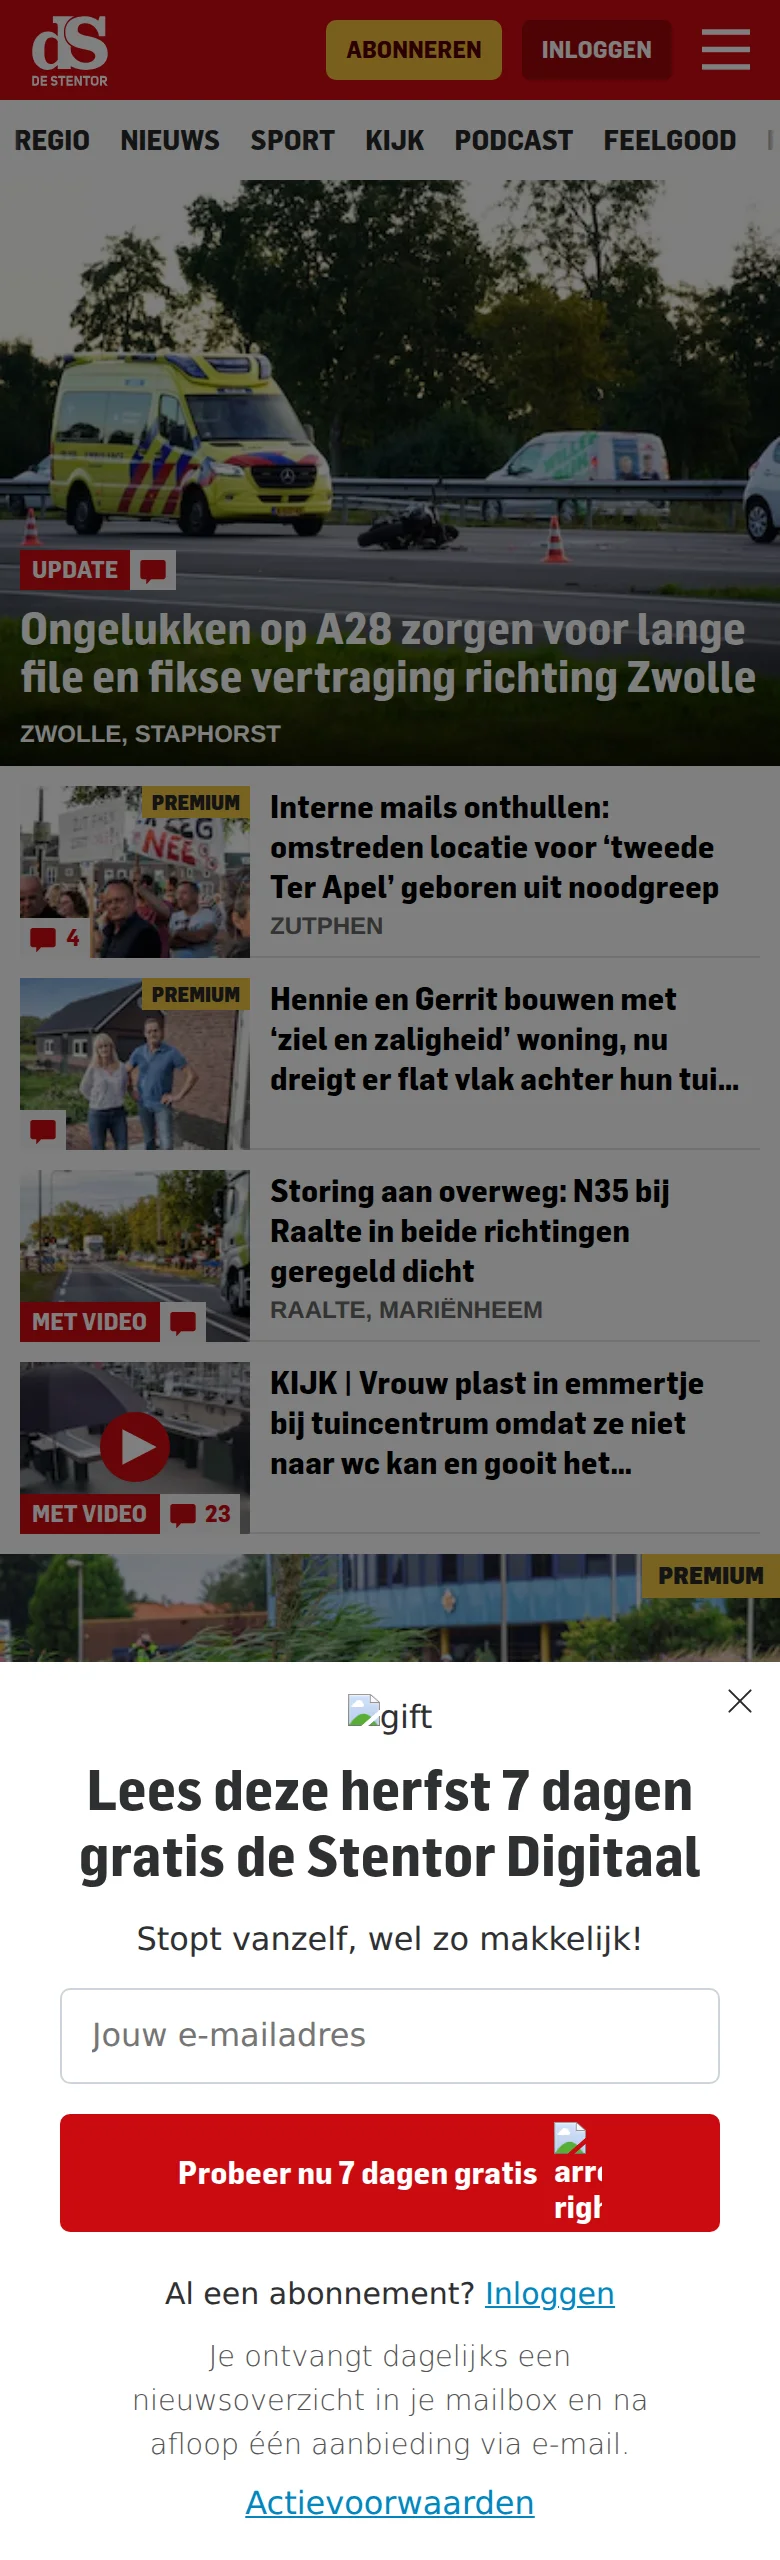 dS
DE STENTOR
ABONNEREN
INLOGGEN
REGIO NIEUWS SPORT KIJK PODCAST FEELGOOD
UPDATE
Ongelukken op A28 zorgen voor lange
file en fikse vertraging richting Zwolle
ZWOLLE, STAPHORST
PREMIUM
NEE
4
Interne mails onthullen:
omstreden locatie voor ‘tweede
Ter Apel’ geboren uit noodgreep
ZUTPHEN
PREMIUM
Hennie en Gerrit bouwen met
‘ziel en zaligheid’ woning, nu
dreigt er flat vlak achter hun tui...
MET VIDEO
Storing aan overweg: N35 bij
Raalte in beide richtingen
geregeld dicht
RAALTE, MARIËNHEEM
MET VIDEO
23
KIJK | Vrouw plast in emmertje
bij tuincentrum omdat ze niet
naar wc kan en gooit het...
PREMIUM
gift
Lees deze herfst 7 dagen
gratis de Stentor Digitaal
Stopt vanzelf, wel zo makkelijk!
Jouw e-mailadres
Probeer nu 7 dagen gratis
Al een abonnement? Inloggen
Je ontvangt dagelijks een
nieuwsoverzicht in je mailbox en na
afloop één aanbieding via e-mail.
Actievoorwaarden